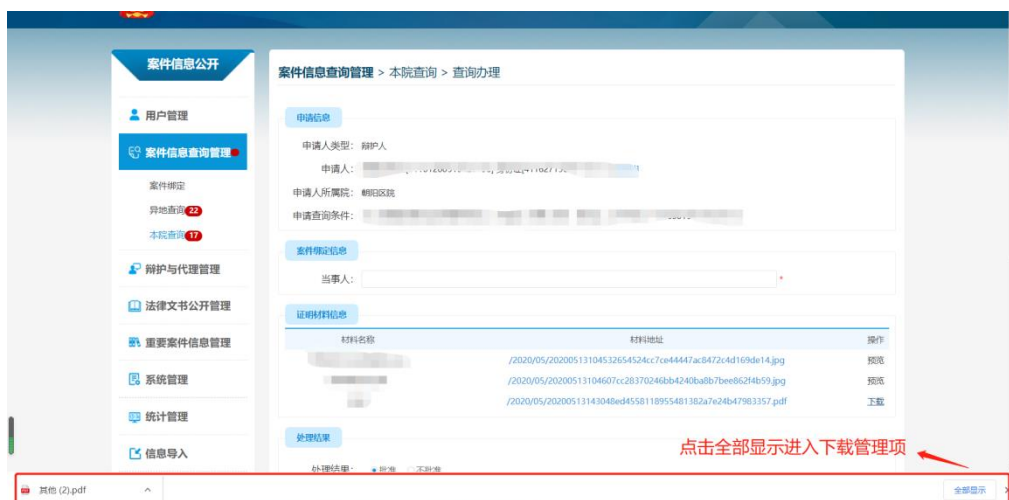 案件信息公开
案件信息查询管理 > 本院查询 > 查询办理
用户管理
案件信息查询管理
案件绑定
异地查询 22
本院查询 17
辩护与代理管理
法律文书公开管理
重要案件信息管理
系统管理
统计管理
信息导入
申请信息
申请人类型： 辩护人
申请人：
申请人所属院： 朝阳区院
申请查询条件：
案件绑定信息
当事人： *
证明材料信息
材料名称 材料地址 操作
/2020/05/20200513104532654524cc7ce44447ac8472c4d169de14.jpg 预览
/2020/05/20200513104607cc28370246bb4240ba8b7bee862f4b59.jpg 预览
/2020/05/20200513143048ed4558118955481382a7e24b47983357.pdf 下载
处理结果
处理结果： 批准 不批准
点击全部显示进入下载管理项
其他 (2).pdf
全部显示